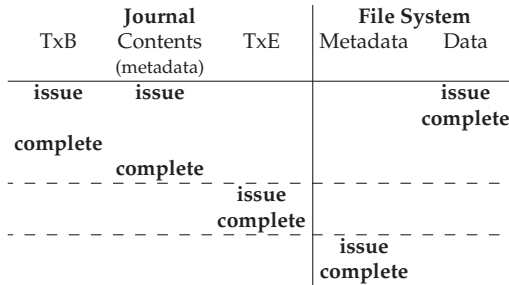 Journal File System
TxB Contents TxE Metadata Data
(metadata)
issue issue issue
complete
complete
complete
issue
complete
issue
complete